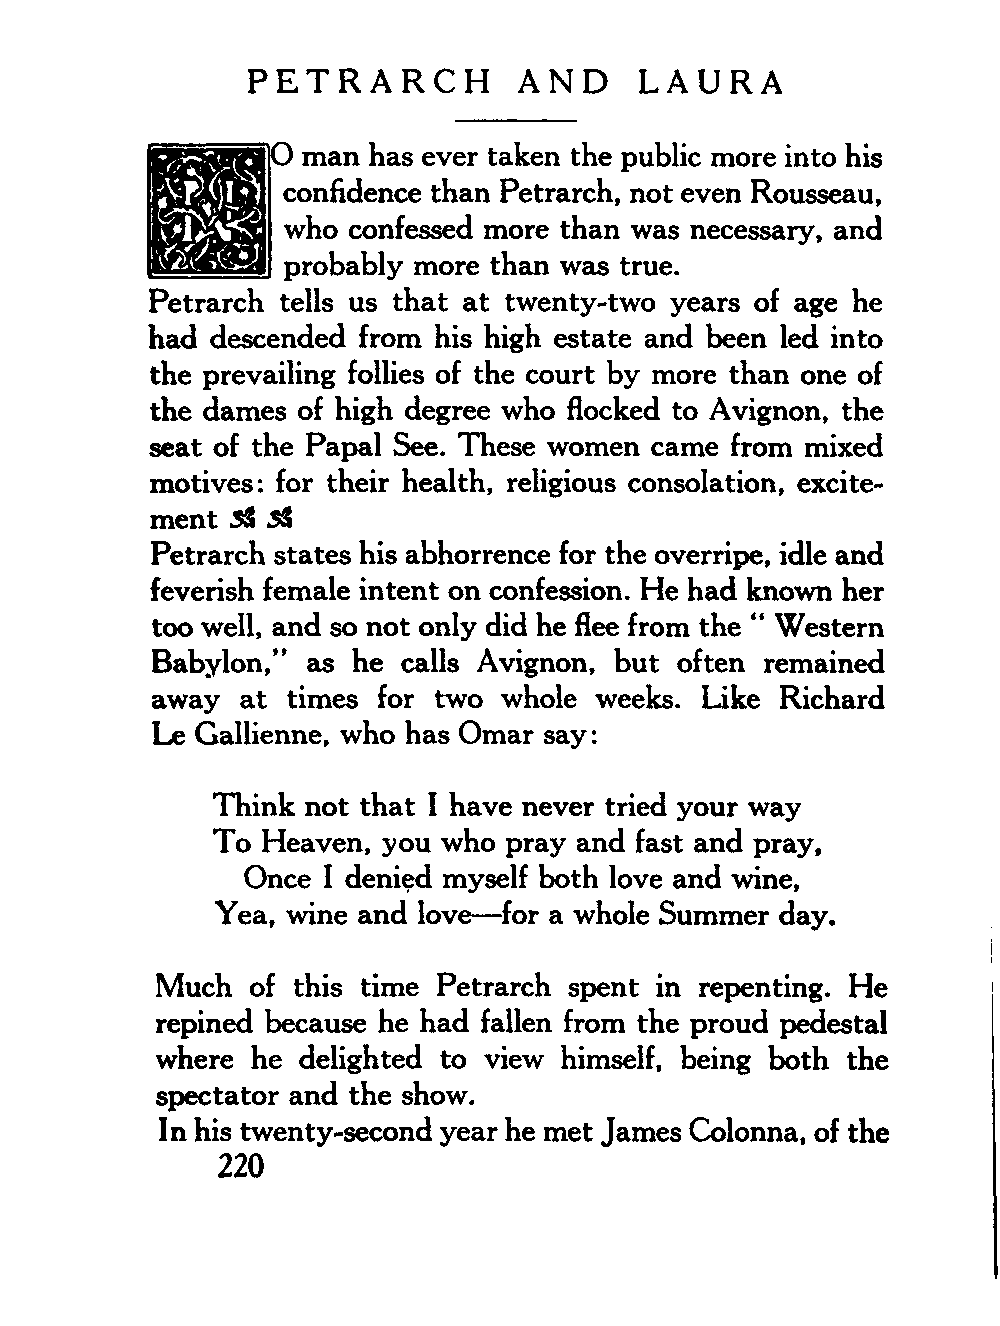 PETRARCH AND LAURA
NO man has ever taken the public more into his
confidence than Petrarch, not even Rousseau,
who confessed more than was necessary, and
probably more than was true.
Petrarch tells us that at twenty-two years of age he
had descended from his high estate and been led into
the prevailing follies of the court by more than one of
the dames of high degree who flocked to Avignon, the
seat of the Papal See. These women came from mixed
motives: for their health, religious consolation, excite-
ment
Petrarch states his abhorrence for the overripe, idle and
feverish female intent on confession. He had known her
too well, and so not only did he flee from the " Western
Babylon," as he calls Avignon, but often remained
away at times for two whole weeks. Like Richard
Le Gallienne, who has Omar say:
Think not that I have never tried your way
To Heaven, you who pray and fast and pray,
Once I denied myself both love and wine,
Yea, wine and love—for a whole Summer day.
Much of this time Petrarch spent in repenting. He
repined because he had fallen from the proud pedestal
where he delighted to view himself, being both the
spectator and the show.
In his twenty-second year he met James Colonna, of the
220